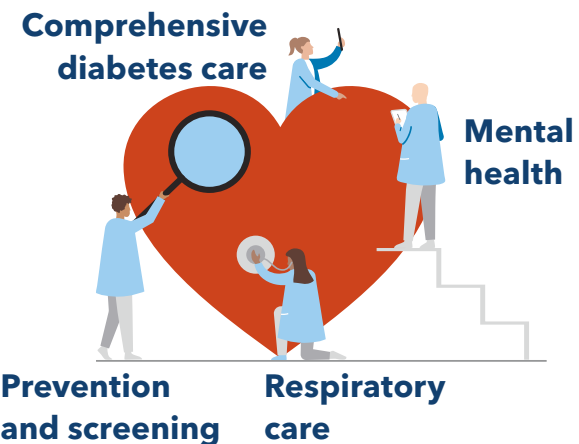 Comprehensive
diabetes care
Mental
health
Prevention
and screening
Respiratory
care